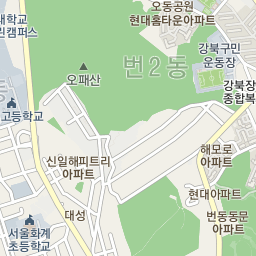 오동공원
현대홈타운아파트
대학교
린캠퍼스
강북구민
운동장
번2동
오패산
강북장
종합복
고등학교
해모로
아파트
신일해피트리
아파트
현대아파트
대성
번동동문
아파트
서울화계
초등학교